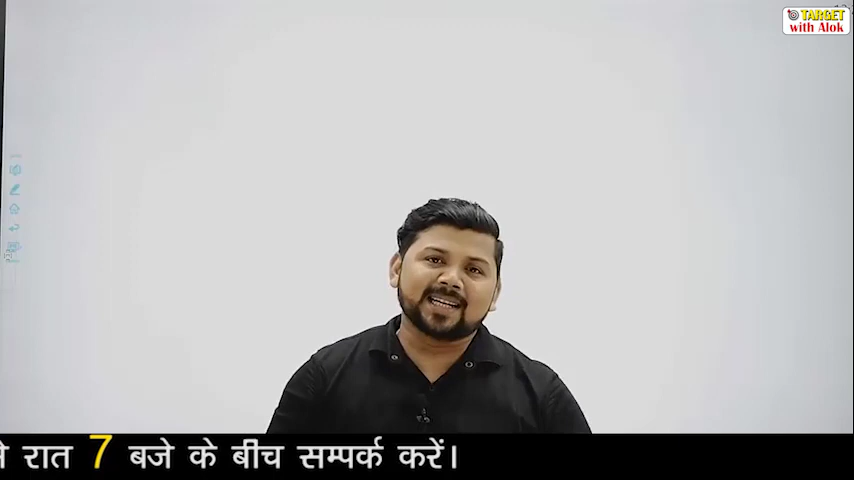 TARGET
with Alok
रात 7 बजे के बीच सम्पर्क करें।